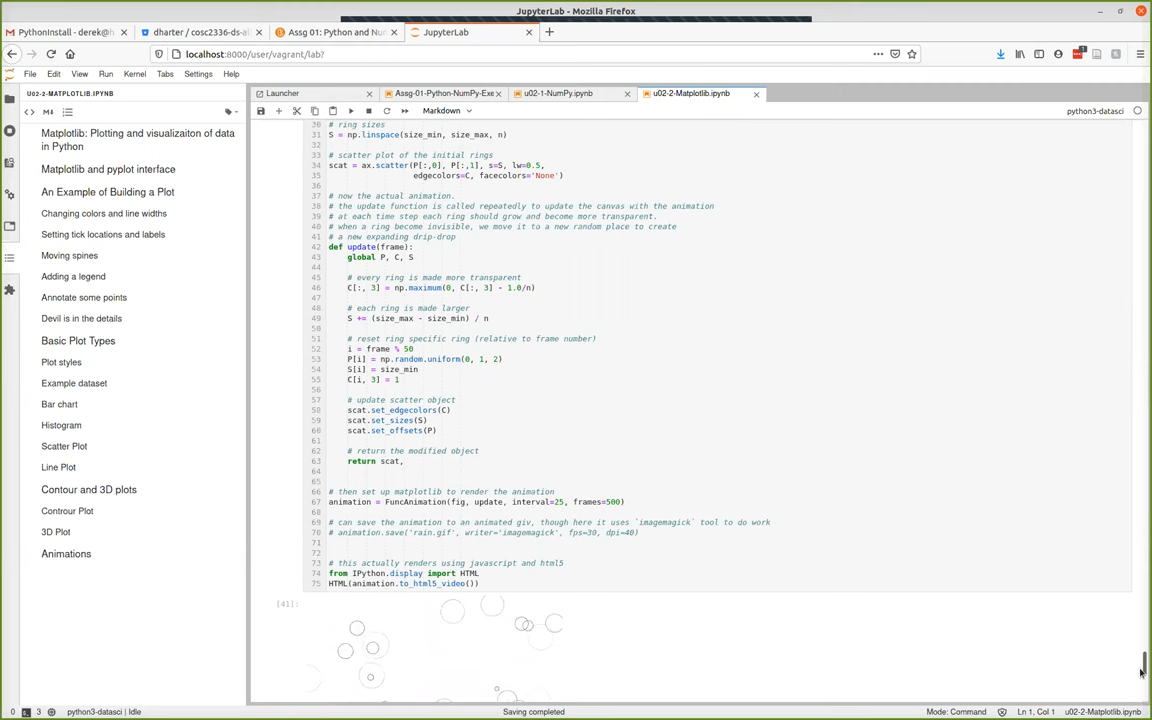 JupyterLab - Mozilla Firefox
PythonInstall - derek@h
dharter / cosc2336-ds-al
Assg 01: Python and Nun
JupyterLab
localhost:8000/user/vagrant/lab?
File Edit View Run Kernel Tabs Settings Help
U02-2-MATPLOTLIB.IPYNB
Launcher
Assg-01-Python-NumPy-Exe
u02-1-NumPy.ipynb
u02-2-Matplotlib.ipynb
Markdown
python3-datasci
Matplotlib: Plotting and visualizaiton of data
in Python
Matplotlib and pyplot interface
An Example of Building a Plot
Changing colors and line widths
Setting tick locations and labels
Moving spines
Adding a legend
Annotate some points
Devil is in the details
Basic Plot Types
Plot styles
Example dataset
Bar chart
Histogram
Scatter Plot
Line Plot
Contour and 3D plots
Contour Plot
3D Plot
Animations
30 # ring sizes
31 S = np.linspace(size_min, size_max, n)
32
33 # scatter plot of the initial rings
34 scat = ax.scatter(P[:,0], P[:,1], s=S, lw=0.5,
35 edgecolors=C, facecolors='None')
36
37 # now the actual animation.
38 # the update function is called repeatedly to update the canvas with the animation
39 # at each time step each ring should grow and become more transparent.
40 # when a ring become invisible, we move it to a new random place to create
41 # a new expanding drip-drop
42 def update(frame):
43 global P, C, S
44
45 # every ring is made more transparent
46 C[:, 3] = np.maximum(0, C[:, 3] - 1.0/n)
47
48 # each ring is made larger
49 S += (size_max - size_min) / n
50
51 # reset ring specific ring (relative to frame number)
52 i = frame % 50
53 P[i] = np.random.uniform(0, 1, 2)
54 S[i] = size_min
55 C[i, 3] = 1
56
57 # update scatter object
58 scat.set_edgecolors(C)
59 scat.set_sizes(S)
60 scat.set_offsets(P)
61
62 # return the modified object
63 return scat,
64
65
66 # then set up matplotlib to render the animation
67 animation = FuncAnimation(fig, update, interval=25, frames=500)
68
69 # can save the animation to an animated giv, though here it uses `imagemagick` tool to do work
70 # animation.save('rain.gif', writer='imagemagick', fps=30, dpi=40)
71
72
73 # this actually renders using javascript and html5
74 from IPython.display import HTML
75 HTML(animation.to_html5_video())
[41]:
0 3 python3-datasci | Idle
Saving completed
Mode: Command
Ln 1, Col 1
u02-2-Matplotlib.ipynb